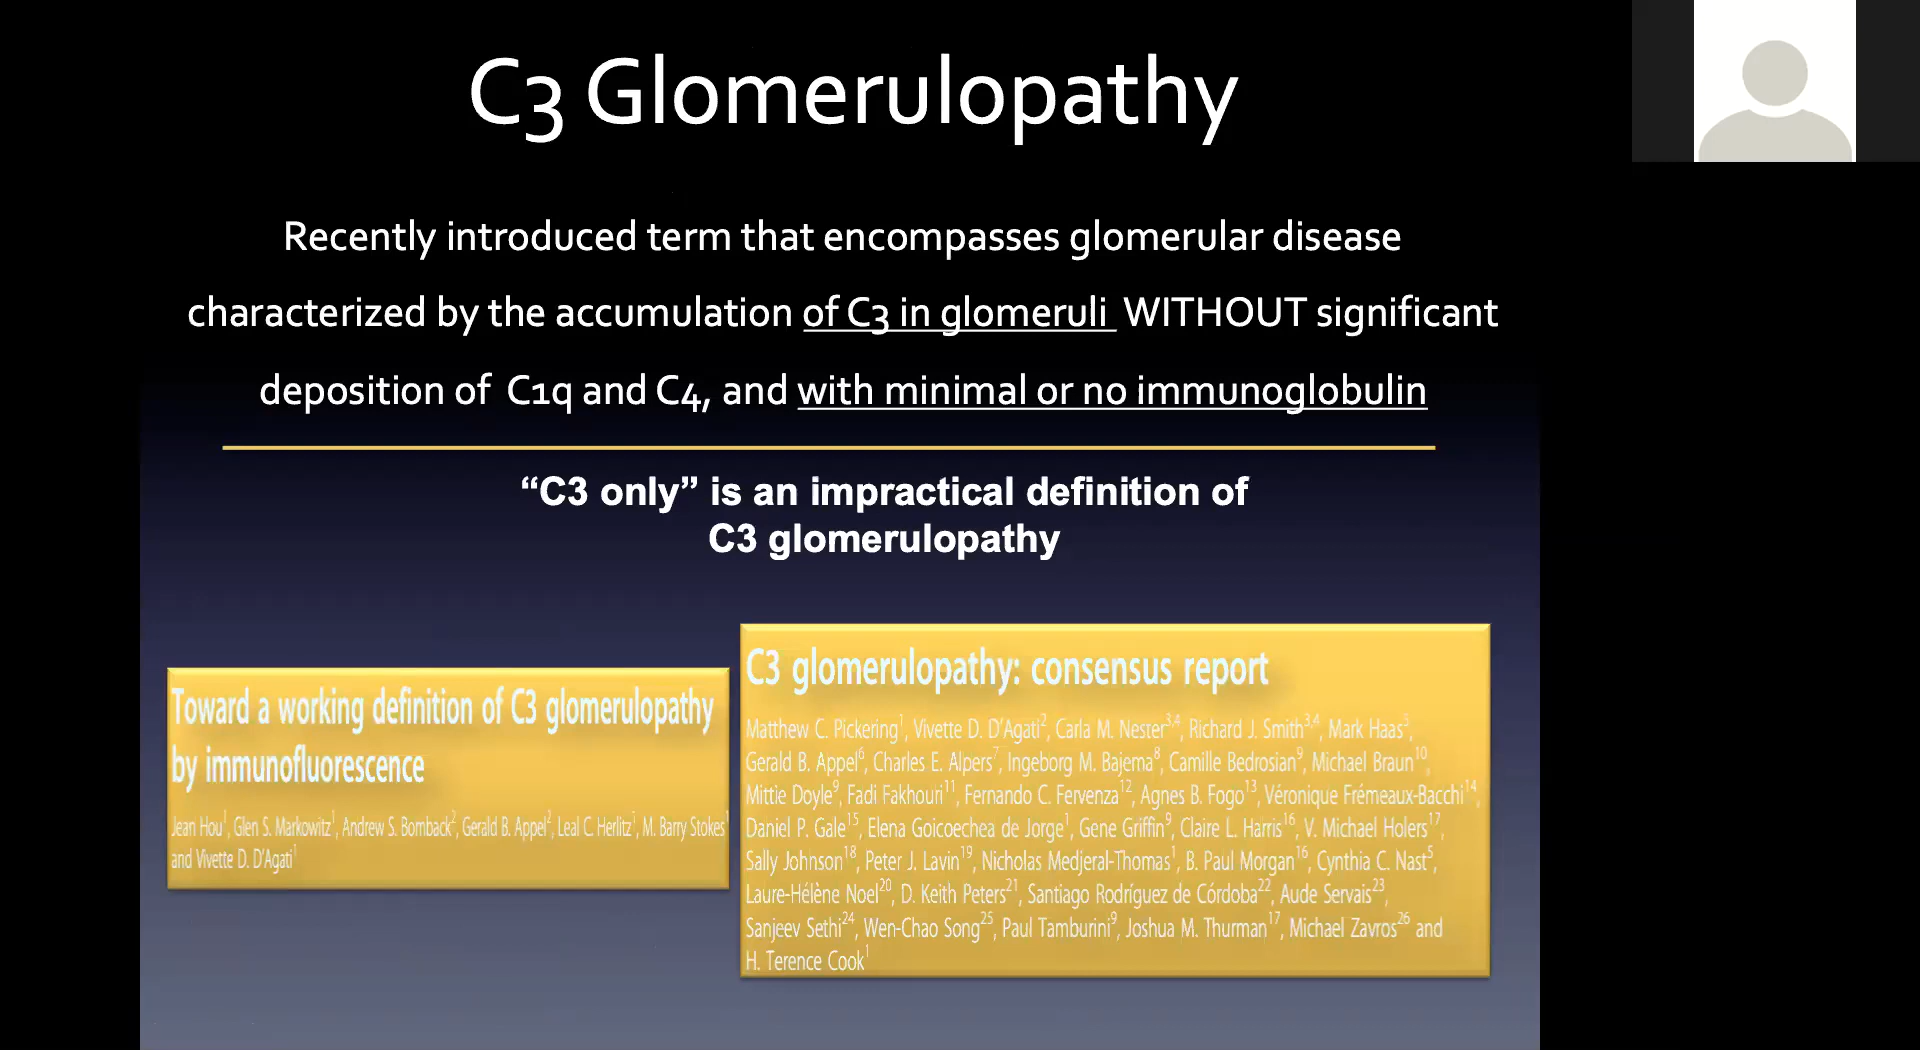 C3 Glomerulopathy
Recently introduced term that encompasses glomerular disease
characterized by the accumulation of C3 in glomeruli WITHOUT significant
deposition of C1q and C4, and with minimal or no immunoglobulin
“C3 only” is an impractical definition of
C3 glomerulopathy
Toward a working definition of C3 glomerulopathy
by immunofluorescence
Jean Hou1, Glen S. Markowitz1, Andrew S. Bomback2, Gerald B. Appel2, Leal C. Herlitz1, M. Barry Stokes1
and Vivette D. D’Agati1
C3 glomerulopathy: consensus report
Matthew C. Pickering1, Vivette D. D’Agati2, Carla M. Nester3,4, Richard J. Smith3,4, Mark Haas5,
Gerald B. Appel6, Charles E. Alpers7, Ingeborg M. Bajema8, Camille Bedrosian9, Michael Braun10,
Mittie Doyle9, Fadi Fakhouri11, Fernando C. Fervenza12, Agnes B. Fogo13, Véronique Frémeaux-Bacchi14,
Daniel P. Gale15, Elena Goicoechea de Jorge1, Gene Griffin9, Claire L. Harris16, V. Michael Holers17,
Sally Johnson18, Peter J. Lavin19, Nicholas Medjeral-Thomas1, B. Paul Morgan16, Cynthia C. Nast5,
Laure-Hélène Noel20, D. Keith Peters21, Santiago Rodríguez de Córdoba22, Aude Servais23,
Sanjeev Sethi24, Wen-Chao Song25, Paul Tamburini9, Joshua M. Thurman17, Michael Zavros26 and
H. Terence Cook1